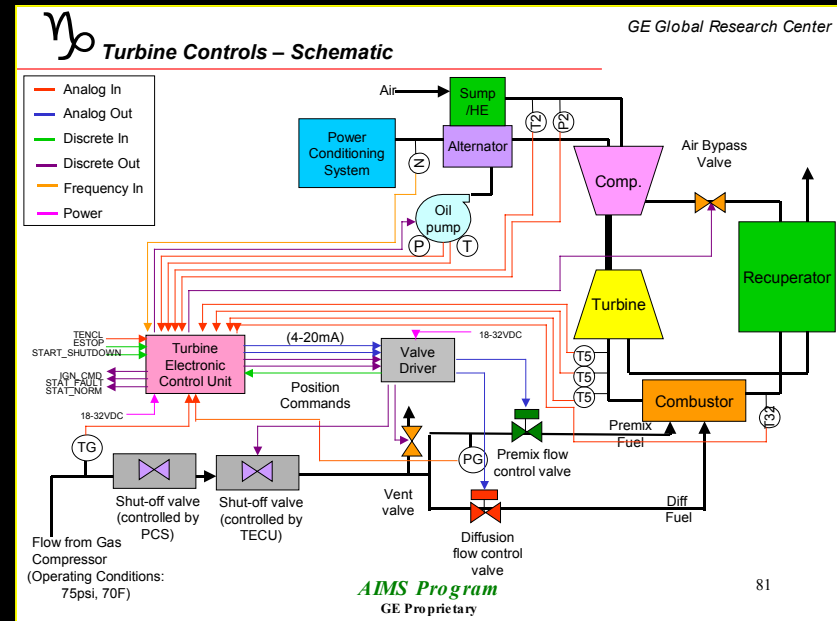 GE Global Research Center
Turbine Controls – Schematic
Analog In
Analog Out
Discrete In
Discrete Out
Frequency In
Power
Air
Sump
/HE
T2
P2
Power
Conditioning
System
N
Alternator
Air Bypass
Valve
Comp.
Oil
pump
P
T
Recuperator
Turbine
TENCL
ESTOP
START_SHUTDOWN
Turbine
Electronic
Control Unit
(4-20mA)
18-32VDC
Valve
Driver
T5
T5
T5
IGN_CMD
STAT_FAULT
STAT_NORM
Position
Commands
Combustor
18-32VDC
T32
TG
PG
Premix
Fuel
Premix flow
control valve
Shut-off valve
(controlled by
PCS)
Shut-off valve
(controlled by
TECU)
Vent
valve
Diff
Fuel
Flow from Gas
Compressor
(Operating Conditions:
75psi, 70F)
Diffusion
flow control
valve
AIMS Program
GE Proprietary
81